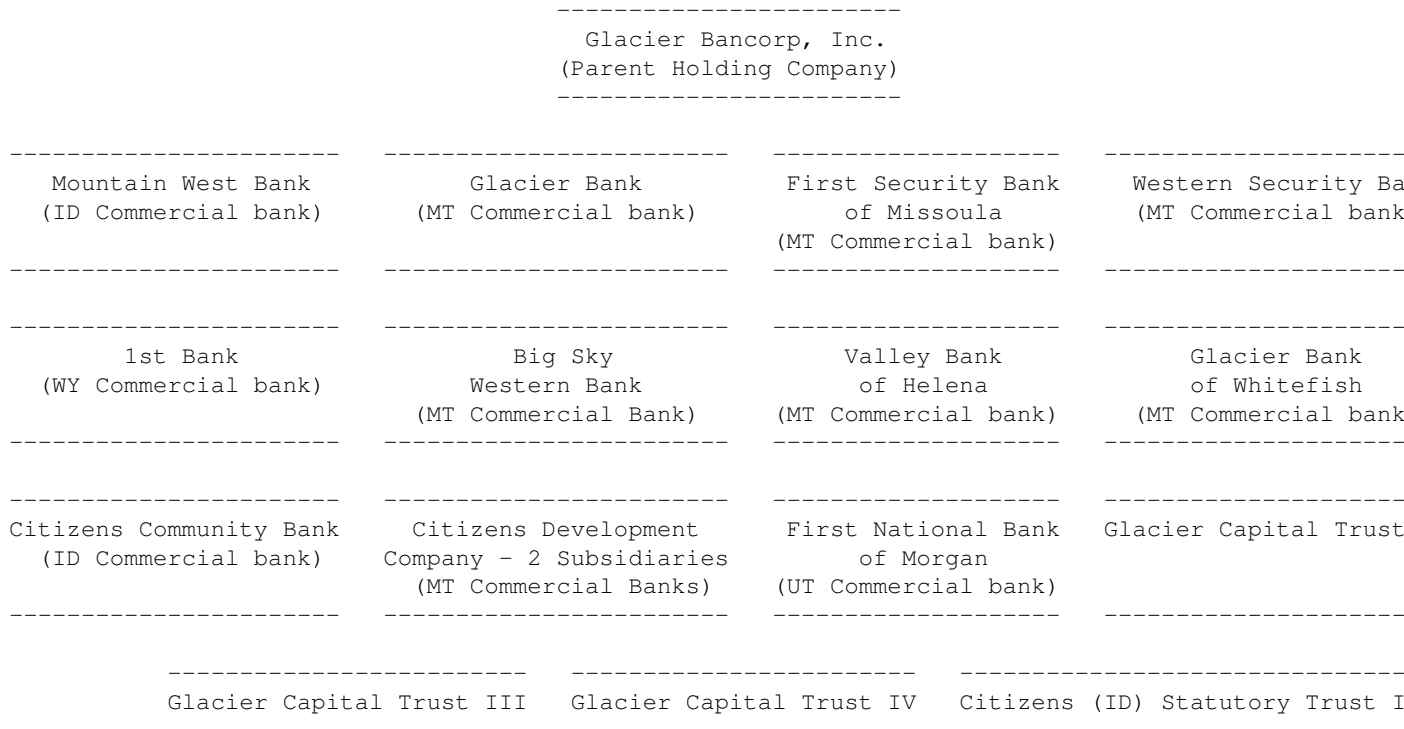 Glacier Bancorp, Inc.
(Parent Holding Company)
Mountain West Bank
(ID Commercial bank)
Glacier Bank
(MT Commercial bank)
First Security Bank
of Missoula
(MT Commercial bank)
Western Security Ba
(MT Commercial bank
1st Bank
(WY Commercial bank)
Big Sky
Western Bank
(MT Commercial Bank)
Valley Bank
of Helena
(MT Commercial bank)
Glacier Bank
of Whitefish
(MT Commercial bank
Citizens Community Bank
(ID Commercial bank)
Citizens Development
Company - 2 Subsidiaries
(MT Commercial Banks)
First National Bank
of Morgan
(UT Commercial bank)
Glacier Capital Trust
Glacier Capital Trust III
Glacier Capital Trust IV
Citizens (ID) Statutory Trust I